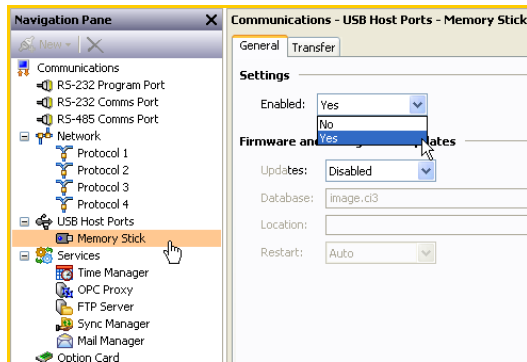 Navigation Pane
New
Communications
RS-232 Program Port
RS-232 Comms Port
RS-485 Comms Port
Network
Protocol 1
Protocol 2
Protocol 3
Protocol 4
USB Host Ports
Memory Stick
Services
Time Manager
OPC Proxy
FTP Server
Sync Manager
Mail Manager
Option Card
Communications - USB Host Ports - Memory Stick
General Transfer
Settings
Enabled: Yes
No
Yes
Firmware and
Updates: Disabled
Database: image.ci3
Location:
Restart: Auto